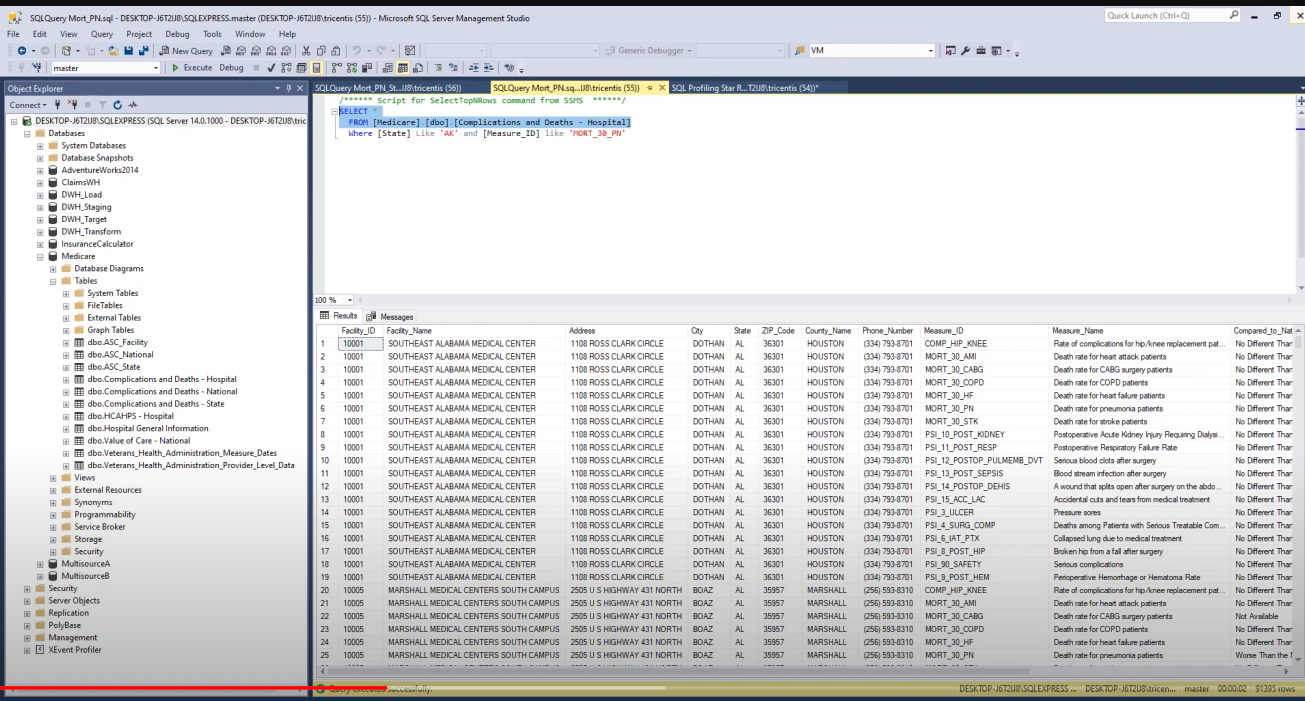 SQLQuery Mort_PN.sql - DESKTOP-J6T2IJ8\SQLEXPRESS.master (DESKTOP-J6T2IJ8\tricentis (55)) - Microsoft SQL Server Management Studio
Quick Launch (Ctrl+Q)
File Edit View Query Project Debug Tools Window Help
New Query Generic Debugger VM
master Execute Debug
Object Explorer
Connect
DESKTOP-J6T2IJ8\SQLEXPRESS (SQL Server 14.0.1000 - DESKTOP-J6T2IJ8\tric
Databases
System Databases
Database Snapshots
AdventureWorks2014
ClaimsWH
DWH_Load
DWH_Staging
DWH_Target
DWH_Transform
InsuranceCalculator
Medicare
Database Diagrams
Tables
System Tables
FileTables
External Tables
Graph Tables
dbo.ASC_Facility
dbo.ASC_National
dbo.ASC_State
dbo.Complications and Deaths - Hospital
dbo.Complications and Deaths - National
dbo.Complications and Deaths - State
dbo.HCAHPS - Hospital
dbo.Hospital General Information
dbo.Value of Care - National
dbo.Veterans_Health_Administration_Measure_Dates
dbo.Veterans_Health_Administration_Provider_Level_Data
Views
External Resources
Synonyms
Programmability
Service Broker
Storage
Security
MultisourceA
MultisourceB
Security
Server Objects
Replication
PolyBase
Management
XEvent Profiler
SQLQuery Mort_PN_St...IJ8\tricentis (56)) SQLQuery Mort_PN.sq...IJ8\tricentis (55)) SQL Profiling Star R...T2IJ8\tricentis (54))*
/****** Script for SelectTopNRows command from SSMS ******/
SELECT *
FROM [Medicare].[dbo].[Complications and Deaths - Hospital]
Where [State] Like 'AK' and [Measure_ID] like 'MORT_30_PN'
100 %
Results Messages
Facility_ID Facility_Name Address City State ZIP_Code County_Name Phone_Number Measure_ID Measure_Name Compared_to_Nat
1 10001 SOUTHEAST ALABAMA MEDICAL CENTER 1108 ROSS CLARK CIRCLE DOTHAN AL 36301 HOUSTON (334) 793-8701 COMP_HIP_KNEE Rate of complications for hip/knee replacement pat... No Different Than
2 10001 SOUTHEAST ALABAMA MEDICAL CENTER 1108 ROSS CLARK CIRCLE DOTHAN AL 36301 HOUSTON (334) 793-8701 MORT_30_AMI Death rate for heart attack patients No Different Than
3 10001 SOUTHEAST ALABAMA MEDICAL CENTER 1108 ROSS CLARK CIRCLE DOTHAN AL 36301 HOUSTON (334) 793-8701 MORT_30_CABG Death rate for CABG surgery patients No Different Than
4 10001 SOUTHEAST ALABAMA MEDICAL CENTER 1108 ROSS CLARK CIRCLE DOTHAN AL 36301 HOUSTON (334) 793-8701 MORT_30_COPD Death rate for COPD patients No Different Than
5 10001 SOUTHEAST ALABAMA MEDICAL CENTER 1108 ROSS CLARK CIRCLE DOTHAN AL 36301 HOUSTON (334) 793-8701 MORT_30_HF Death rate for heart failure patients No Different Than
6 10001 SOUTHEAST ALABAMA MEDICAL CENTER 1108 ROSS CLARK CIRCLE DOTHAN AL 36301 HOUSTON (334) 793-8701 MORT_30_PN Death rate for pneumonia patients No Different Than
7 10001 SOUTHEAST ALABAMA MEDICAL CENTER 1108 ROSS CLARK CIRCLE DOTHAN AL 36301 HOUSTON (334) 793-8701 MORT_30_STK Death rate for stroke patients No Different Than
8 10001 SOUTHEAST ALABAMA MEDICAL CENTER 1108 ROSS CLARK CIRCLE DOTHAN AL 36301 HOUSTON (334) 793-8701 PSI_10_POST_KIDNEY Postoperative Acute Kidney Injury Requiring Dialysi... No Different Than
9 10001 SOUTHEAST ALABAMA MEDICAL CENTER 1108 ROSS CLARK CIRCLE DOTHAN AL 36301 HOUSTON (334) 793-8701 PSI_11_POST_RESP Postoperative Respiratory Failure Rate No Different Than
10 10001 SOUTHEAST ALABAMA MEDICAL CENTER 1108 ROSS CLARK CIRCLE DOTHAN AL 36301 HOUSTON (334) 793-8701 PSI_12_POSTOP_PULMEMB_DVT Serious blood clots after surgery No Different Than
11 10001 SOUTHEAST ALABAMA MEDICAL CENTER 1108 ROSS CLARK CIRCLE DOTHAN AL 36301 HOUSTON (334) 793-8701 PSI_13_POST_SEPSIS Blood stream infection after surgery No Different Than
12 10001 SOUTHEAST ALABAMA MEDICAL CENTER 1108 ROSS CLARK CIRCLE DOTHAN AL 36301 HOUSTON (334) 793-8701 PSI_14_POSTOP_DEHIS A wound that splits open after surgery on the abdo... No Different Than
13 10001 SOUTHEAST ALABAMA MEDICAL CENTER 1108 ROSS CLARK CIRCLE DOTHAN AL 36301 HOUSTON (334) 793-8701 PSI_15_ACC_LAC Accidental cuts and tears from medical treatment No Different Than
14 10001 SOUTHEAST ALABAMA MEDICAL CENTER 1108 ROSS CLARK CIRCLE DOTHAN AL 36301 HOUSTON (334) 793-8701 PSI_3_ULCER Pressure sores No Different Than
15 10001 SOUTHEAST ALABAMA MEDICAL CENTER 1108 ROSS CLARK CIRCLE DOTHAN AL 36301 HOUSTON (334) 793-8701 PSI_4_SURG_COMP Deaths among Patients with Serious Treatable Com... No Different Than
16 10001 SOUTHEAST ALABAMA MEDICAL CENTER 1108 ROSS CLARK CIRCLE DOTHAN AL 36301 HOUSTON (334) 793-8701 PSI_6_IAT_PTX Collapsed lung due to medical treatment No Different Than
17 10001 SOUTHEAST ALABAMA MEDICAL CENTER 1108 ROSS CLARK CIRCLE DOTHAN AL 36301 HOUSTON (334) 793-8701 PSI_8_POST_HIP Broken hip from a fall after surgery No Different Than
18 10001 SOUTHEAST ALABAMA MEDICAL CENTER 1108 ROSS CLARK CIRCLE DOTHAN AL 36301 HOUSTON (334) 793-8701 PSI_90_SAFETY Serious complications No Different Than
19 10001 SOUTHEAST ALABAMA MEDICAL CENTER 1108 ROSS CLARK CIRCLE DOTHAN AL 36301 HOUSTON (334) 793-8701 PSI_9_POST_HEM Perioperative Hemorrhage or Hematoma Rate No Different Than
20 10005 MARSHALL MEDICAL CENTERS SOUTH CAMPUS 2505 U S HIGHWAY 431 NORTH BOAZ AL 35957 MARSHALL (256) 593-8310 COMP_HIP_KNEE Rate of complications for hip/knee replacement pat... No Different Than
21 10005 MARSHALL MEDICAL CENTERS SOUTH CAMPUS 2505 U S HIGHWAY 431 NORTH BOAZ AL 35957 MARSHALL (256) 593-8310 MORT_30_AMI Death rate for heart attack patients No Different Than
22 10005 MARSHALL MEDICAL CENTERS SOUTH CAMPUS 2505 U S HIGHWAY 431 NORTH BOAZ AL 35957 MARSHALL (256) 593-8310 MORT_30_CABG Death rate for CABG surgery patients Not Available
23 10005 MARSHALL MEDICAL CENTERS SOUTH CAMPUS 2505 U S HIGHWAY 431 NORTH BOAZ AL 35957 MARSHALL (256) 593-8310 MORT_30_COPD Death rate for COPD patients No Different Than
24 10005 MARSHALL MEDICAL CENTERS SOUTH CAMPUS 2505 U S HIGHWAY 431 NORTH BOAZ AL 35957 MARSHALL (256) 593-8310 MORT_30_HF Death rate for heart failure patients No Different Than
25 10005 MARSHALL MEDICAL CENTERS SOUTH CAMPUS 2505 U S HIGHWAY 431 NORTH BOAZ AL 35957 MARSHALL (256) 593-8310 MORT_30_PN Death rate for pneumonia patients Worse Than the
Query executed successfully. DESKTOP-J6T2IJ8\SQLEXPRESS ... DESKTOP-J6T2IJ8\tricen... master 00:00:02 91395 rows